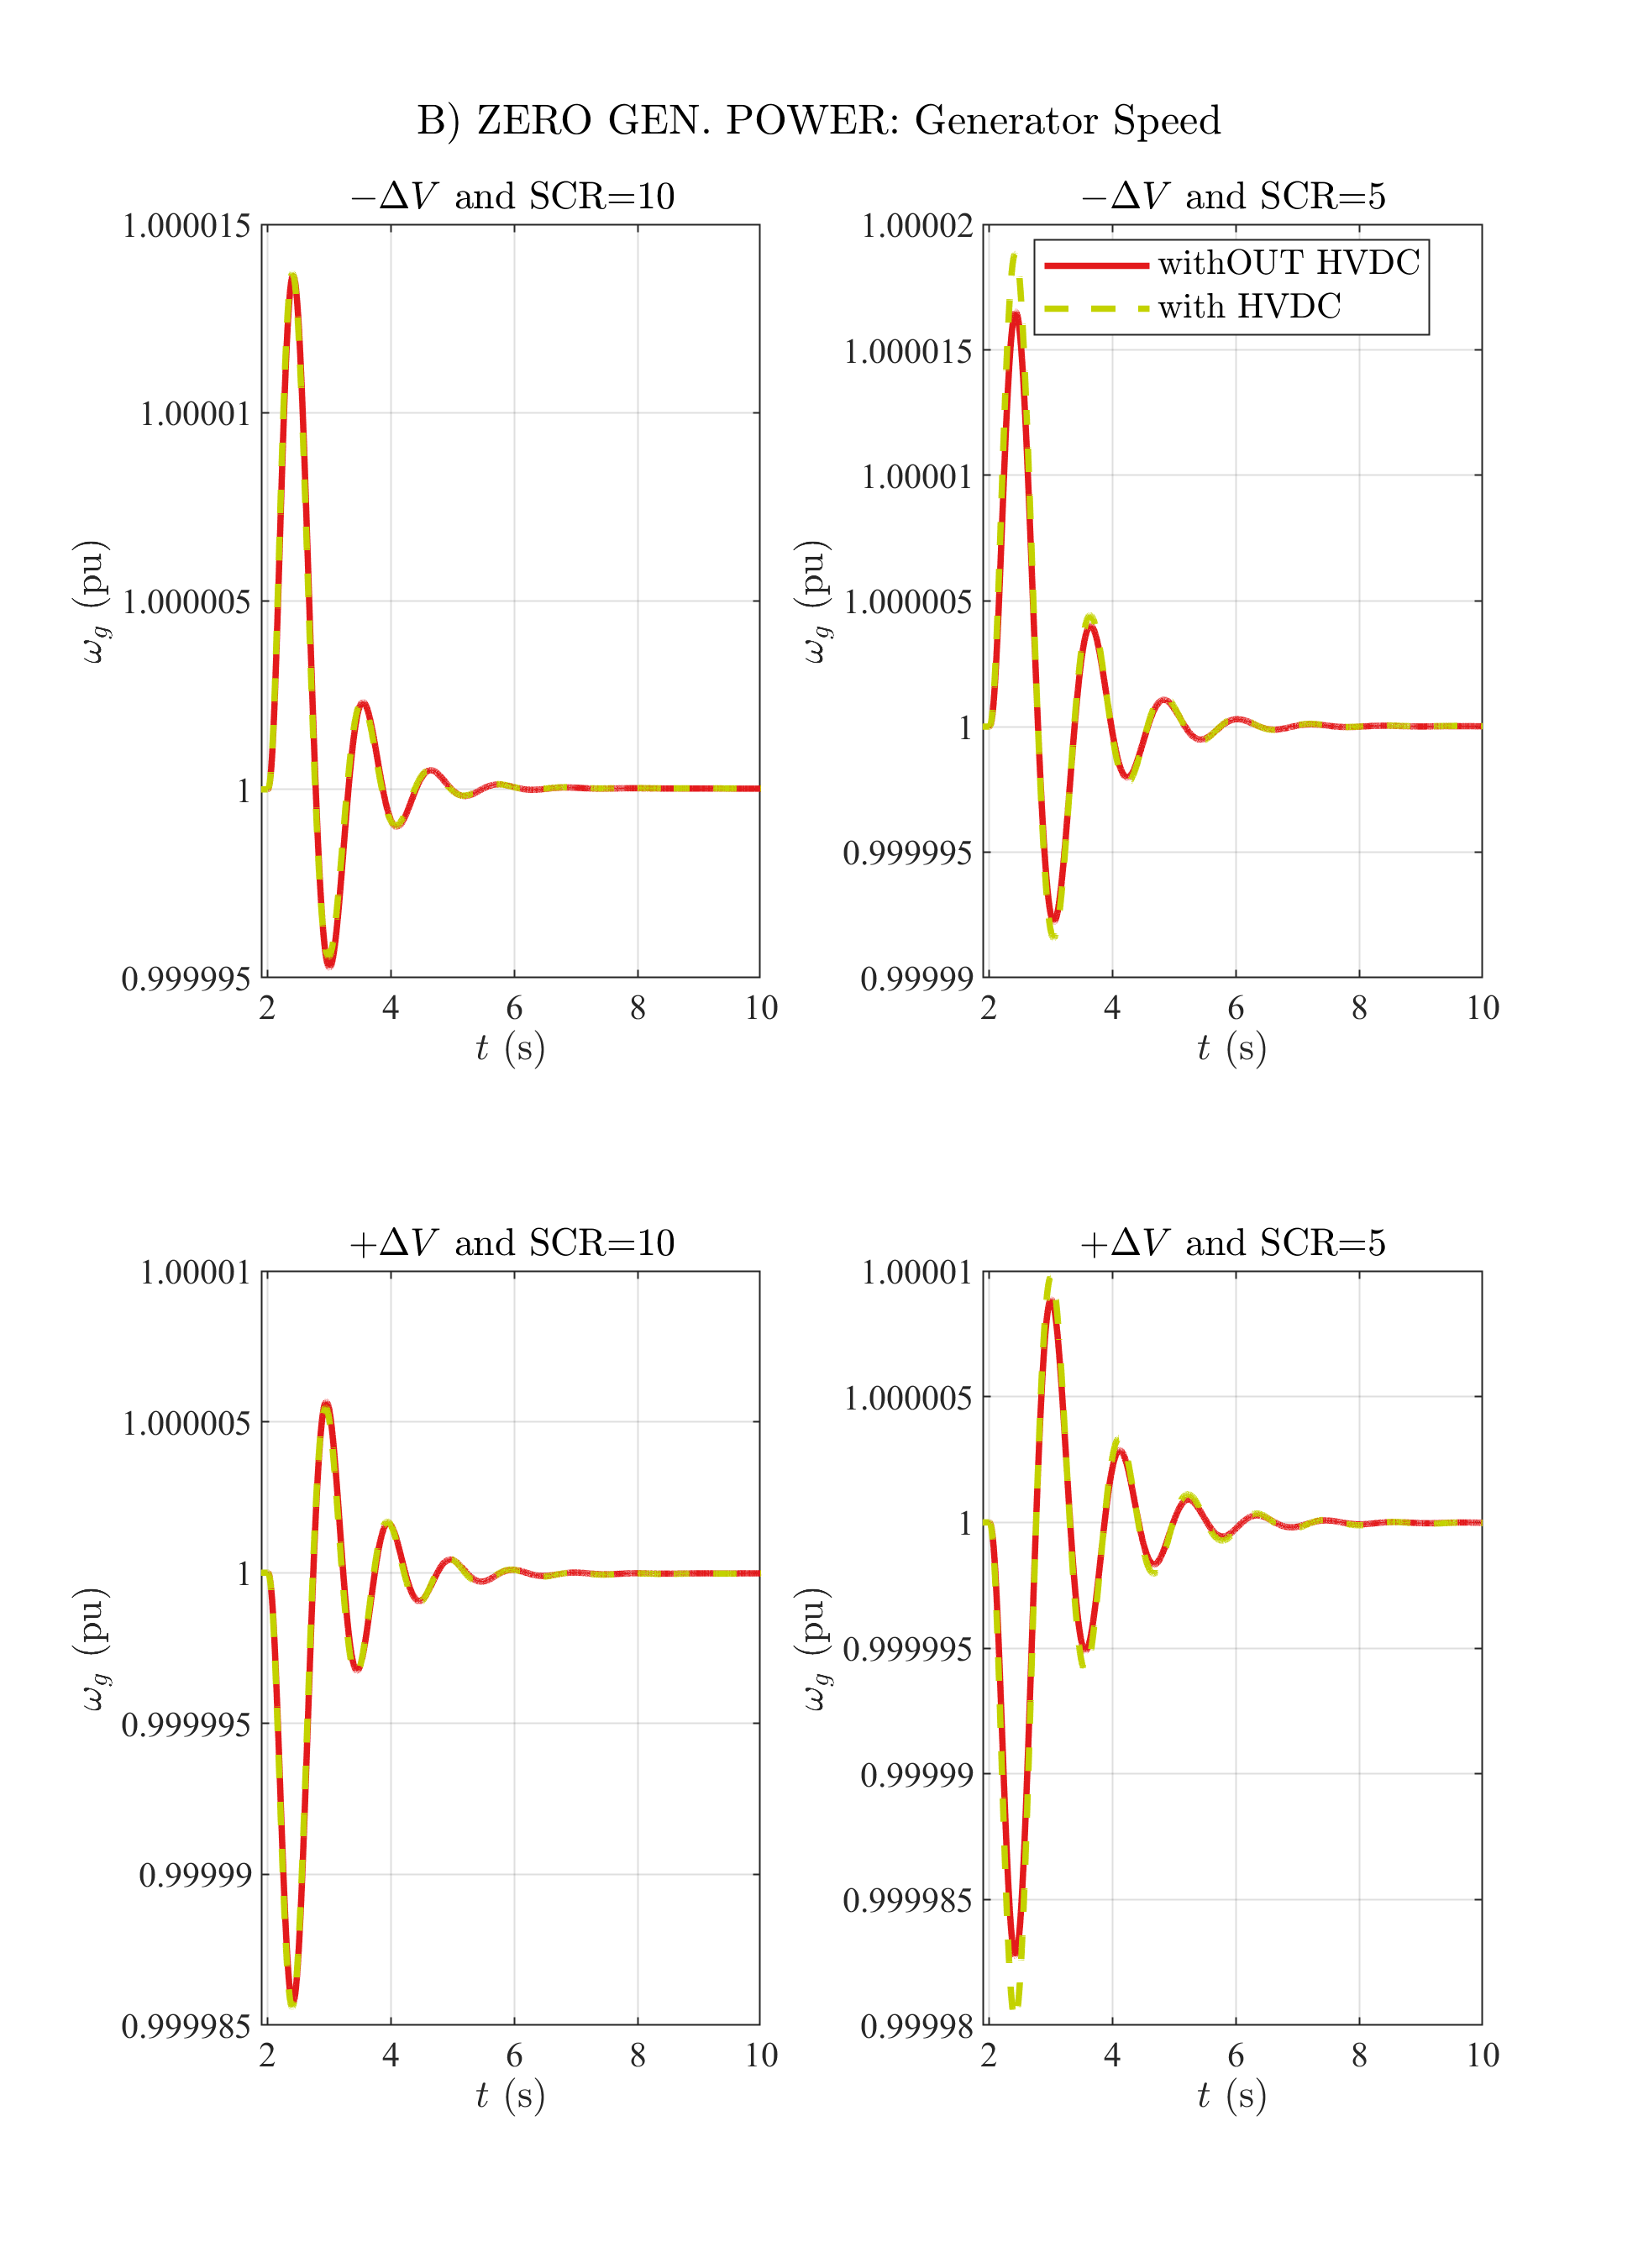 B) ZERO GEN. POWER: Generator Speed
−ΔV and SCR=10
1.000015
1.00001
1.000005
1
0.999995
ω_g (pu)
2 4 6 8 10
t (s)
−ΔV and SCR=5
withOUT HVDC
with HVDC
1.00002
1.000015
1.00001
1.000005
1
0.999995
0.99999
ω_g (pu)
2 4 6 8 10
t (s)
+ΔV and SCR=10
1.00001
1.000005
1
0.999995
0.99999
0.999985
ω_g (pu)
2 4 6 8 10
t (s)
+ΔV and SCR=5
1.00001
1.000005
1
0.999995
0.99999
0.999985
0.99998
ω_g (pu)
2 4 6 8 10
t (s)